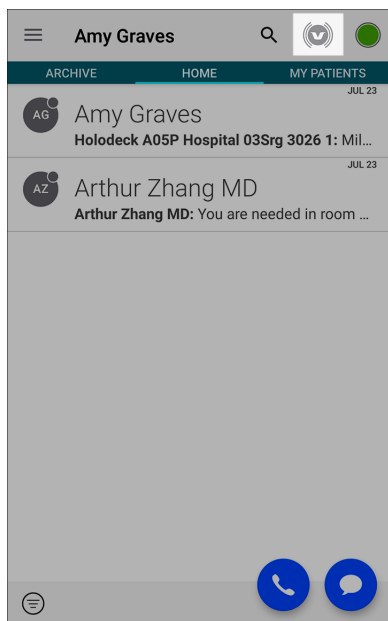 Amy Graves
ARCHIVE HOME MY PATIENTS
JUL 23
AG Amy Graves
Holodeck A05P Hospital 03Srg 3026 1: Mil...
JUL 23
AZ Arthur Zhang MD
Arthur Zhang MD: You are needed in room ...